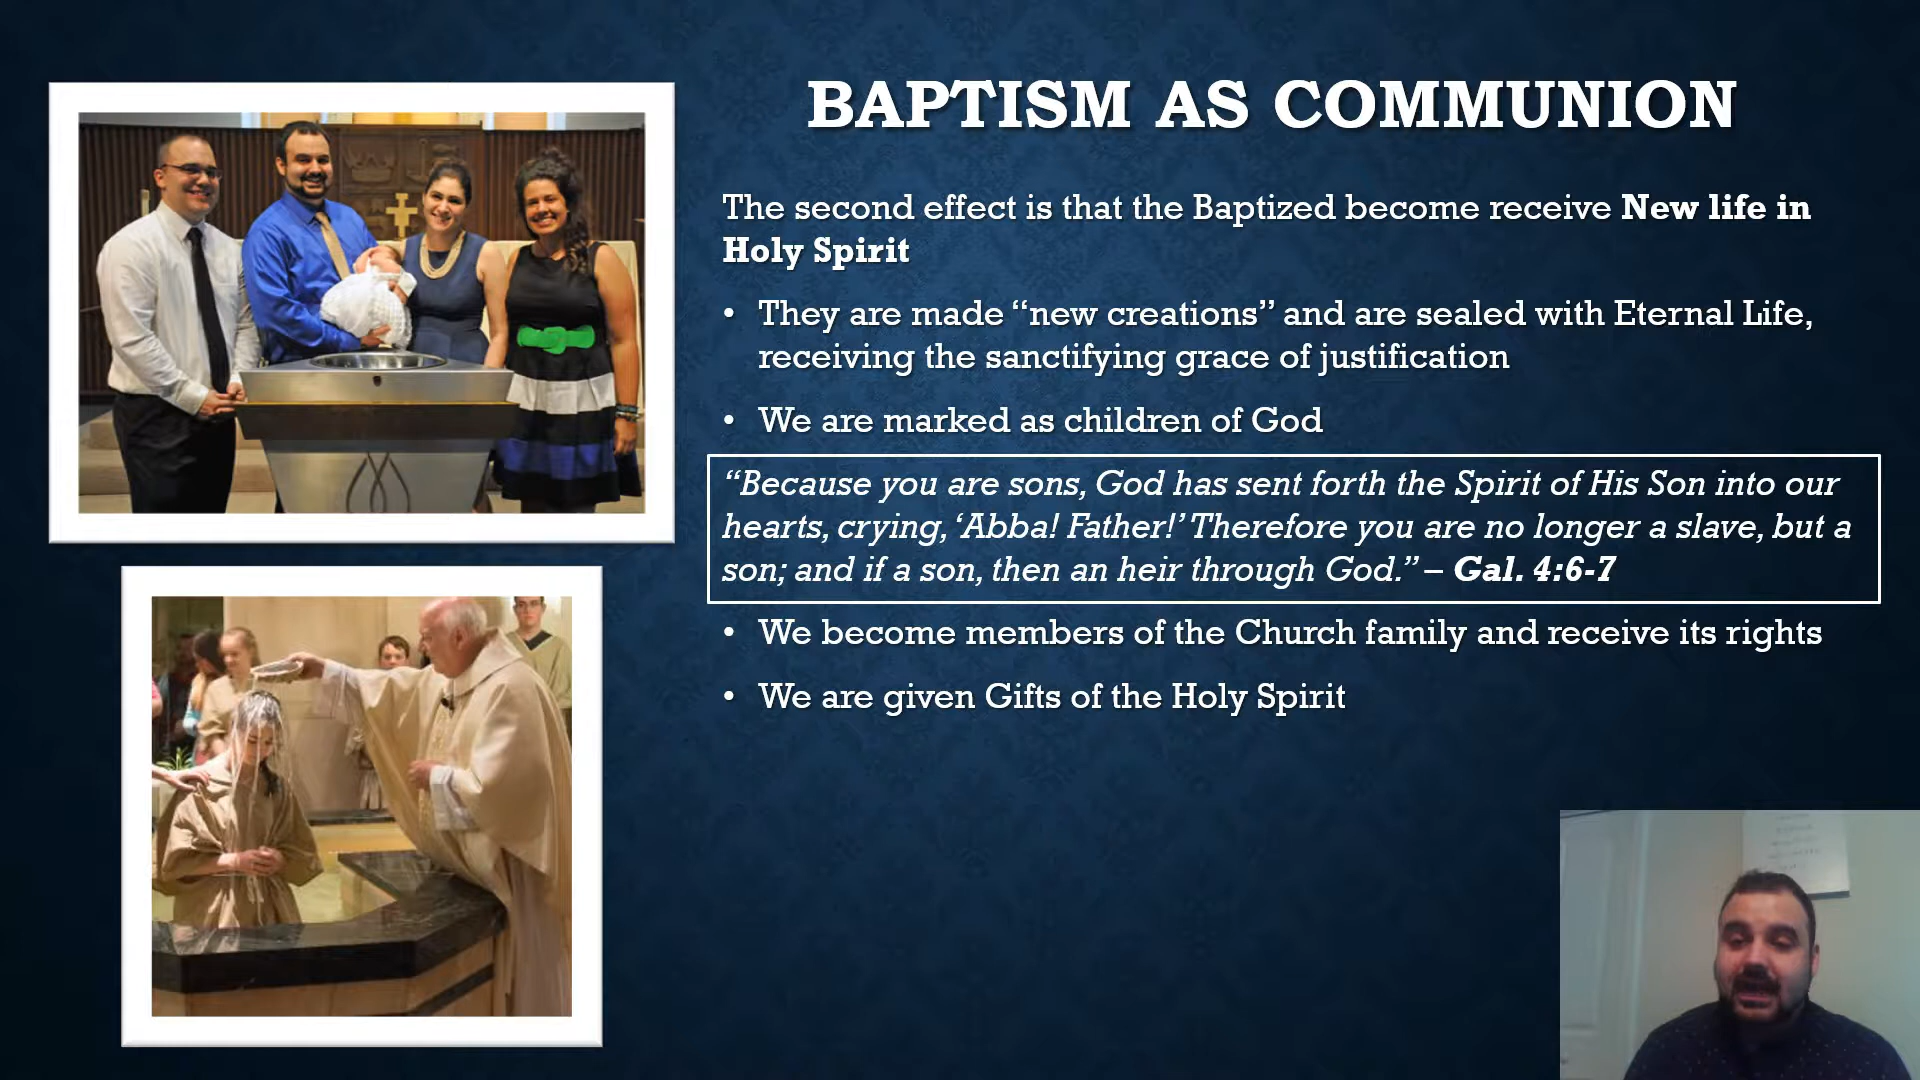 BAPTISM AS COMMUNION
The second effect is that the Baptized become receive New life in
Holy Spirit
• They are made “new creations” and are sealed with Eternal Life,
receiving the sanctifying grace of justification
• We are marked as children of God
“Because you are sons, God has sent forth the Spirit of His Son into our
hearts, crying, ‘Abba! Father!’ Therefore you are no longer a slave, but a
son; and if a son, then an heir through God.” – Gal. 4:6-7
• We become members of the Church family and receive its rights
• We are given Gifts of the Holy Spirit